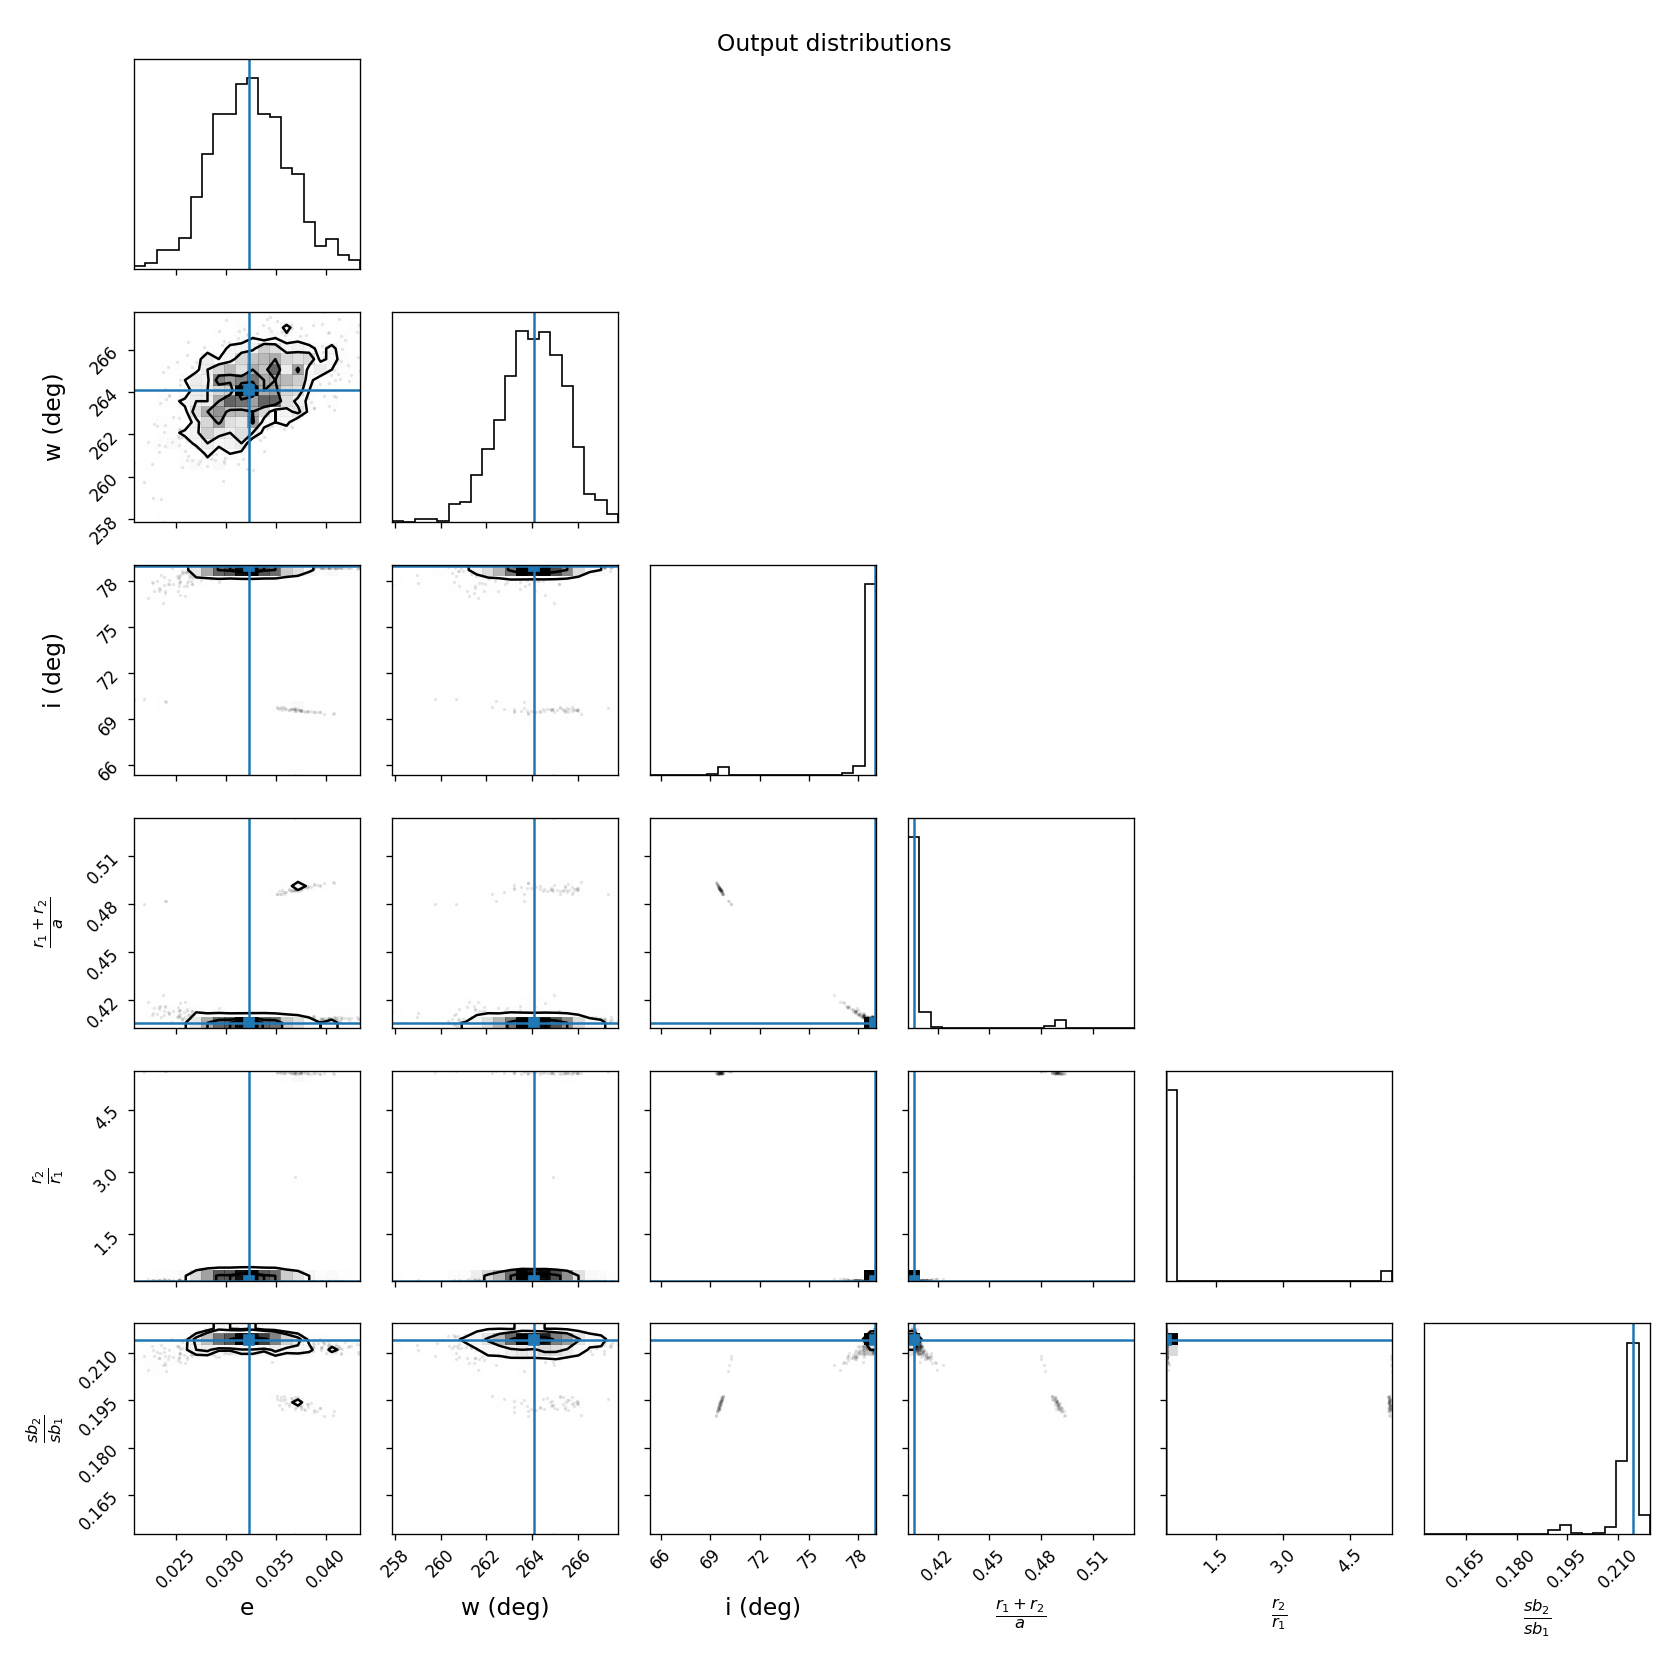 Output distributions
w (deg)
266
264
262
260
258
i (deg)
78
75
72
69
66
r₁ + r₂
a
0.51
0.48
0.45
0.42
r₂
r₁
4.5
3.0
1.5
sb₂
sb₁
0.210
0.195
0.180
0.165
0.025 0.030 0.035 0.040 258 260 262 264 266 66 69 72 75 78 0.42 0.45 0.48 0.51 1.5 3.0 4.5 0.165 0.180 0.195 0.210
e w (deg) i (deg) r₁ + r₂ r₂ sb₂
a r₁ sb₁